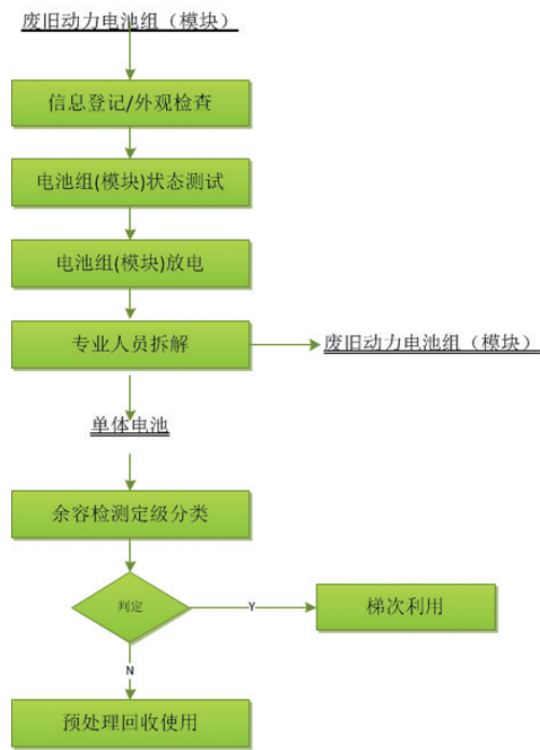 废旧动力电池组（模块）
信息登记/外观检查
电池组(模块)状态测试
电池组(模块)放电
专业人员拆解
废旧动力电池组（模块）
单体电池
余容检测定级分类
判定
Y
梯次利用
N
预处理回收使用